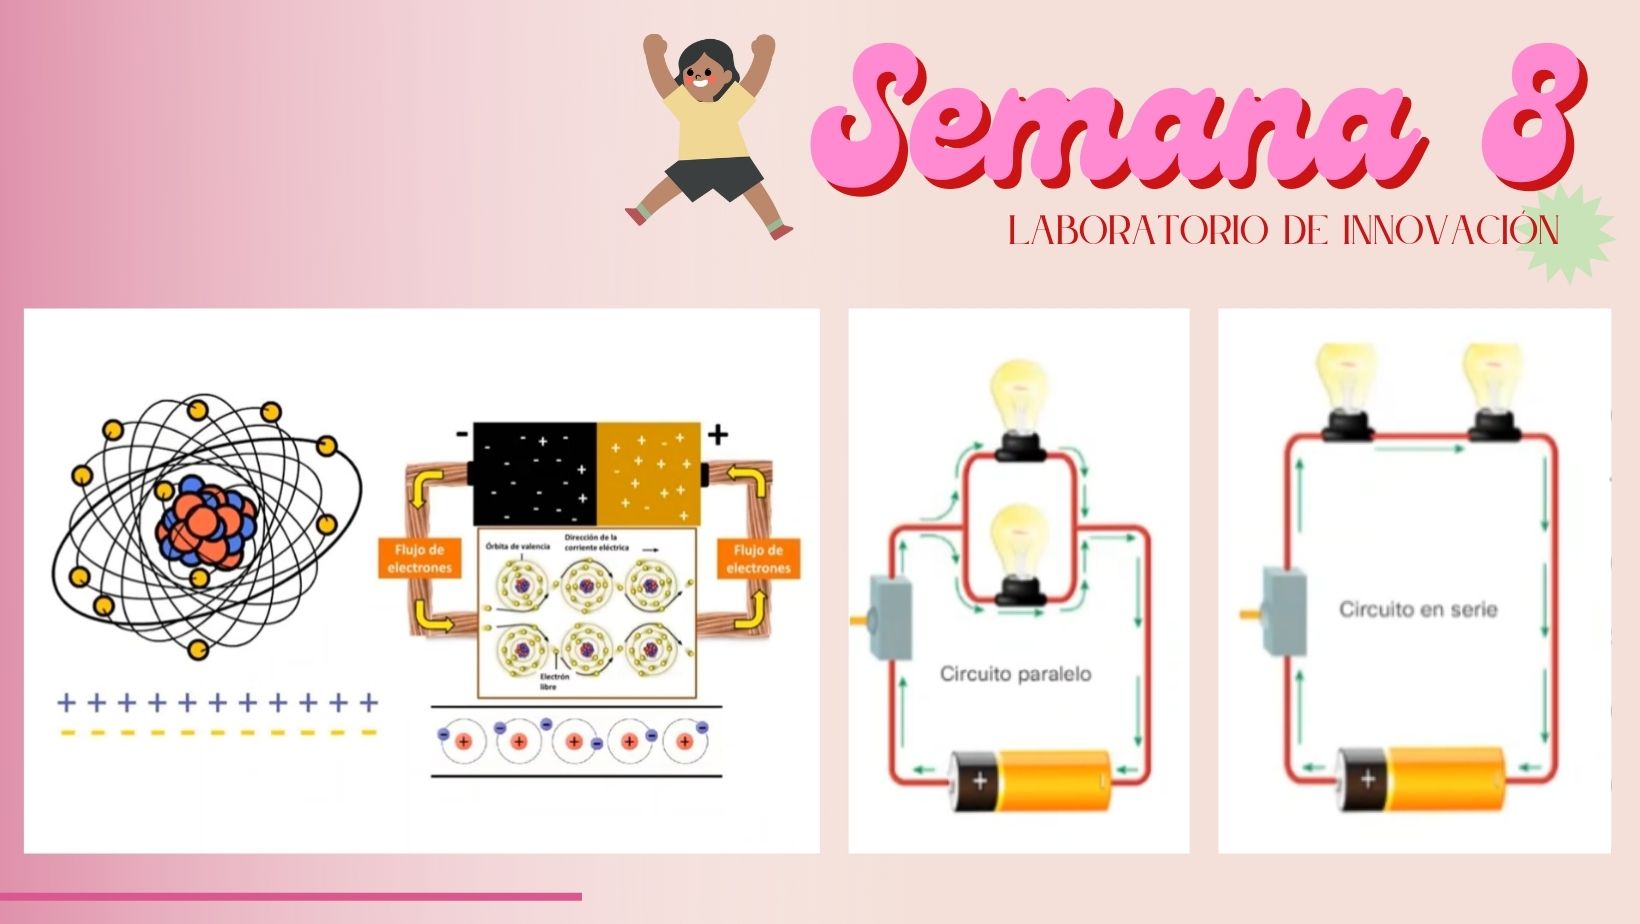 Semana 8
LABORATORIO DE INNOVACIÓN
- +
Flujo de
electrones
Órbita de valencia
Dirección de la
corriente eléctrica
Flujo de
electrones
Electrón
libre
+ + + + + + + + + + +
- - - - - - - - - - -
Circuito paralelo
+ -
Circuito en serie
+